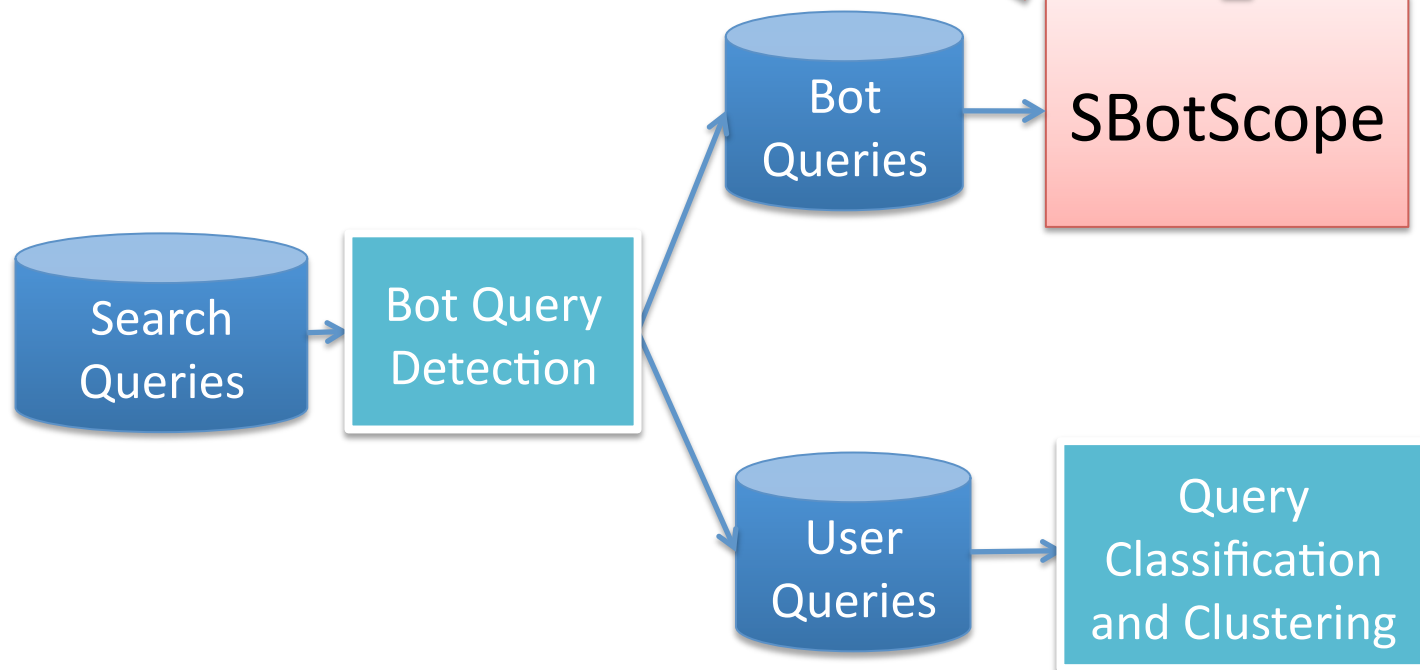 Bot
Queries
SBotScope
Search
Queries
Bot Query
Detection
User
Queries
Query
Classification
and Clustering